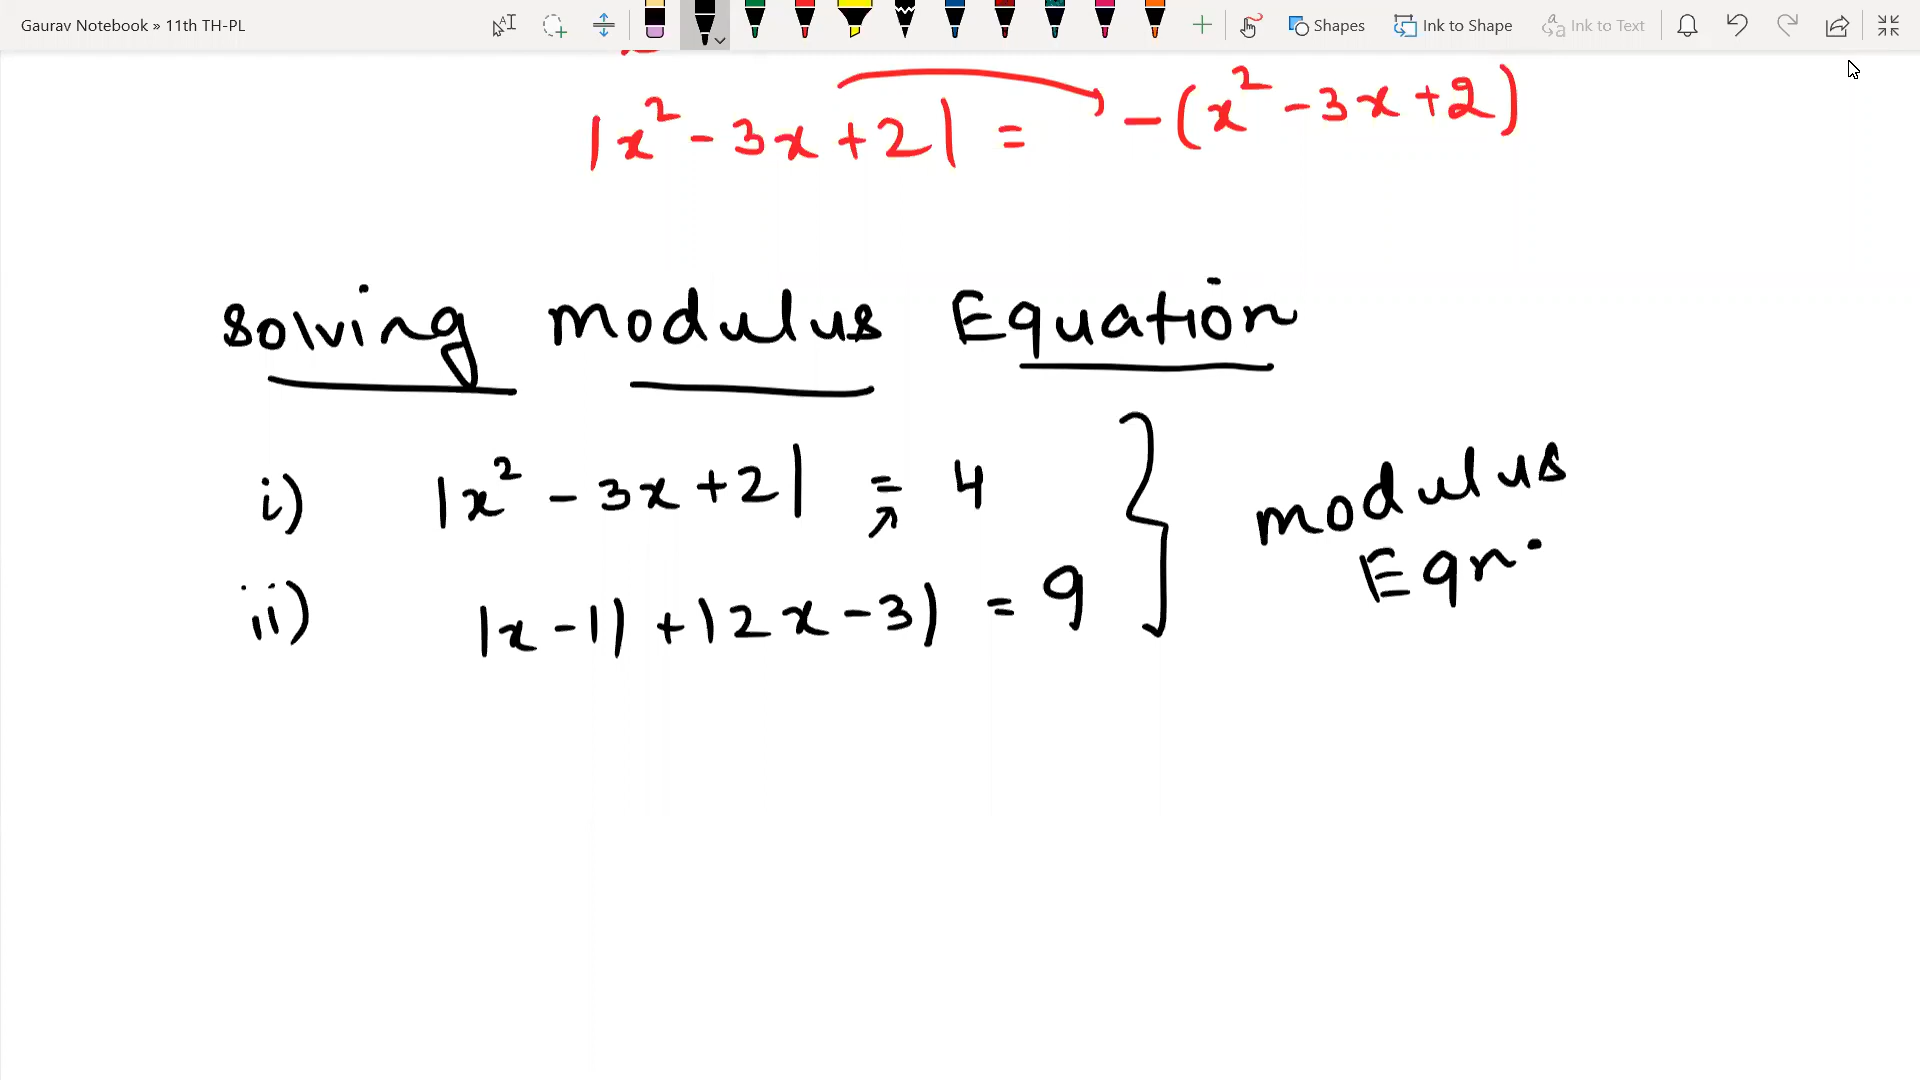 Gaurav Notebook » 11th TH-PL Shapes Ink to Shape Ink to Text
|x² - 3x + 2| = -(x² - 3x + 2)
Solving modulus Equation
i) |x² - 3x + 2| = 4
ii) |x - 1| + |2x - 3| = 9
modulus
Eqn.